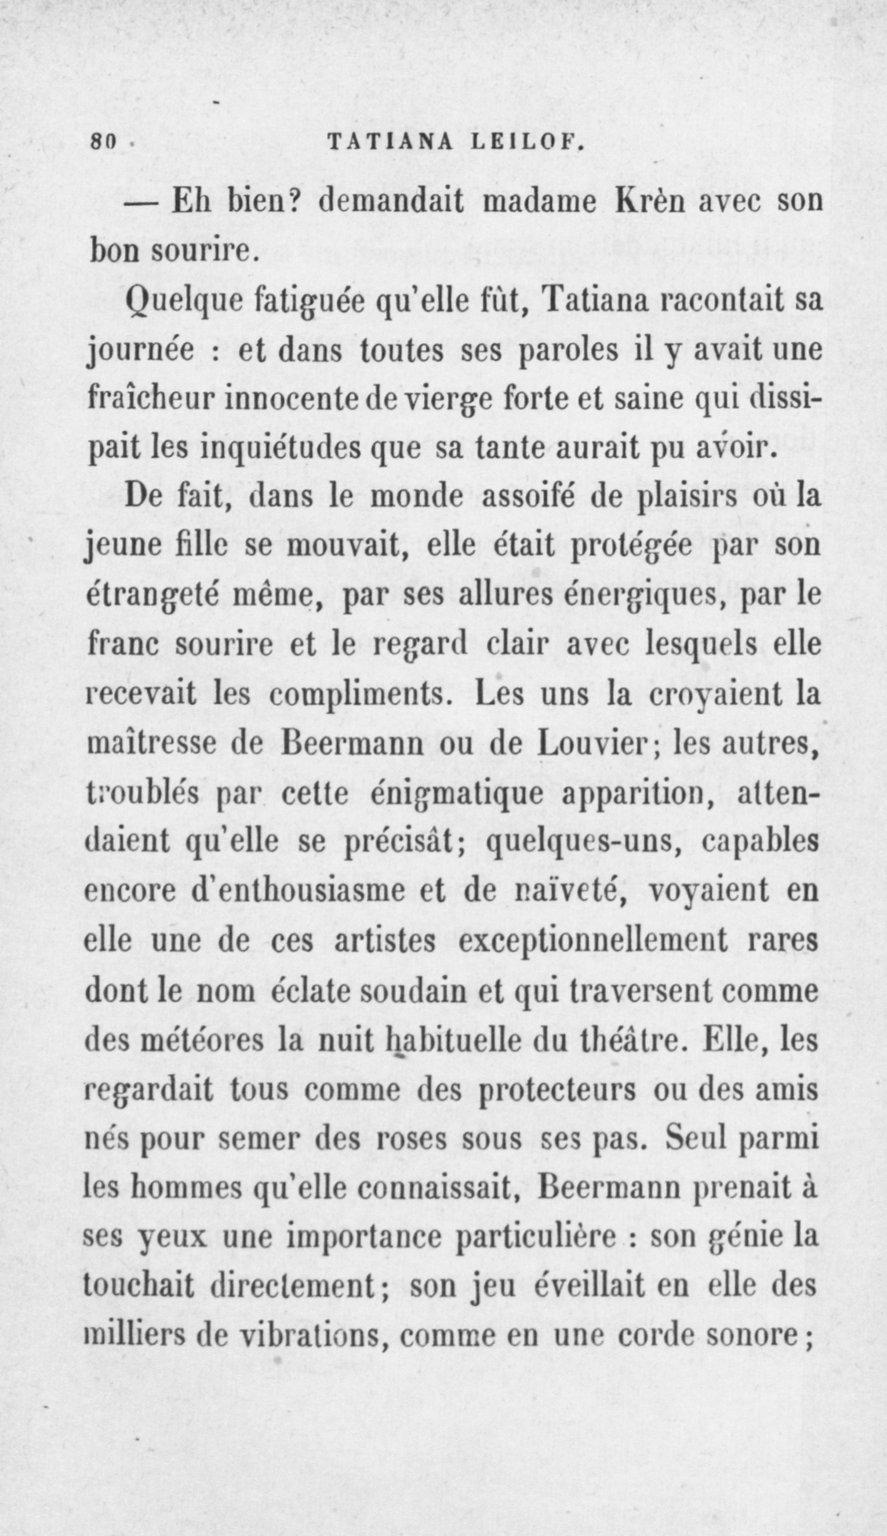 80 TATIANA LEILOF.
— Eh bien? demandait madame Krèn avec son
bon sourire.
Quelque fatiguée qu'elle fût, Tatiana racontait sa
journée : et dans toutes ses paroles il y avait une
fraîcheur innocente de vierge forte et saine qui dissi-
pait les inquiétudes que sa tante aurait pu avoir.
De fait, dans le monde assoifé de plaisirs où la
jeune fille se mouvait, elle était protégée par son
étrangeté même, par ses allures énergiques, par le
franc sourire et le regard clair avec lesquels elle
recevait les compliments. Les uns la croyaient la
maîtresse de Beermann ou de Louvier; les autres,
troublés par cette énigmatique apparition, atten-
daient qu'elle se précisât; quelques-uns, capables
encore d'enthousiasme et de naïveté, voyaient en
elle une de ces artistes exceptionnellement rares
dont le nom éclate soudain et qui traversent comme
des météores la nuit habituelle du théâtre. Elle, les
regardait tous comme des protecteurs ou des amis
nés pour semer des roses sous ses pas. Seul parmi
les hommes qu'elle connaissait, Beermann prenait à
ses yeux une importance particulière : son génie la
touchait directement; son jeu éveillait en elle des
milliers de vibrations, comme en une corde sonore;